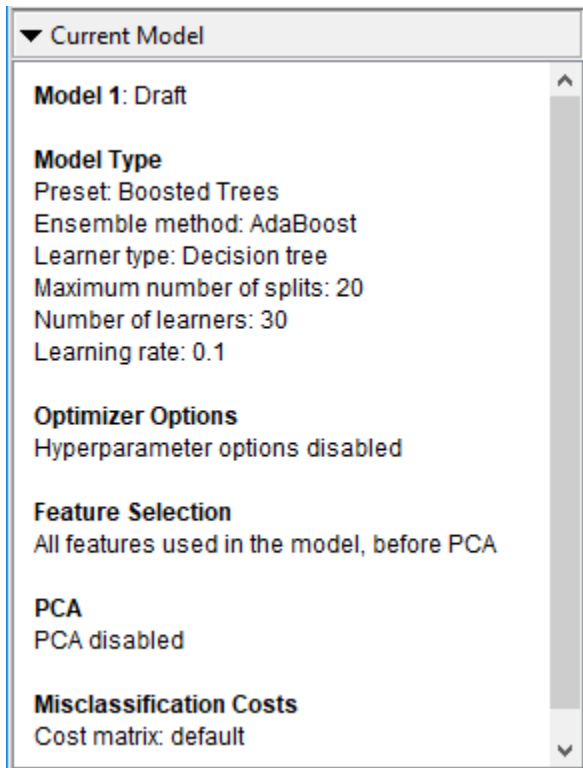 Current Model
Model 1: Draft
Model Type
Preset: Boosted Trees
Ensemble method: AdaBoost
Learner type: Decision tree
Maximum number of splits: 20
Number of learners: 30
Learning rate: 0.1
Optimizer Options
Hyperparameter options disabled
Feature Selection
All features used in the model, before PCA
PCA
PCA disabled
Misclassification Costs
Cost matrix: default